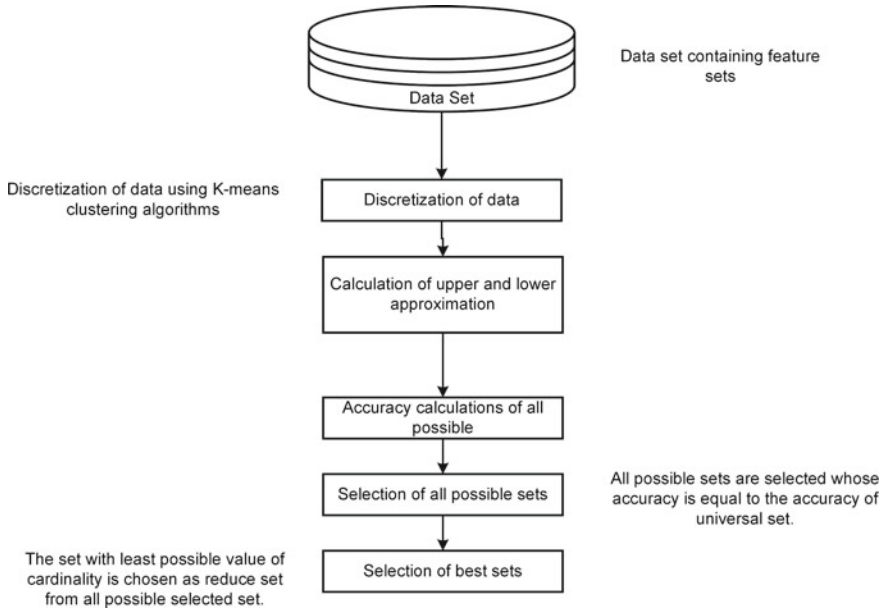 Data Set
Data set containing feature
sets
Discretization of data using K-means
clustering algorithms
Discretization of data
Calculation of upper and lower
approximation
Accuracy calculations of all
possible
Selection of all possible sets
All possible sets are selected whose
accuracy is equal to the accuracy of
universal set.
The set with least possible value of
cardinality is chosen as reduce set
from all possible selected set.
Selection of best sets